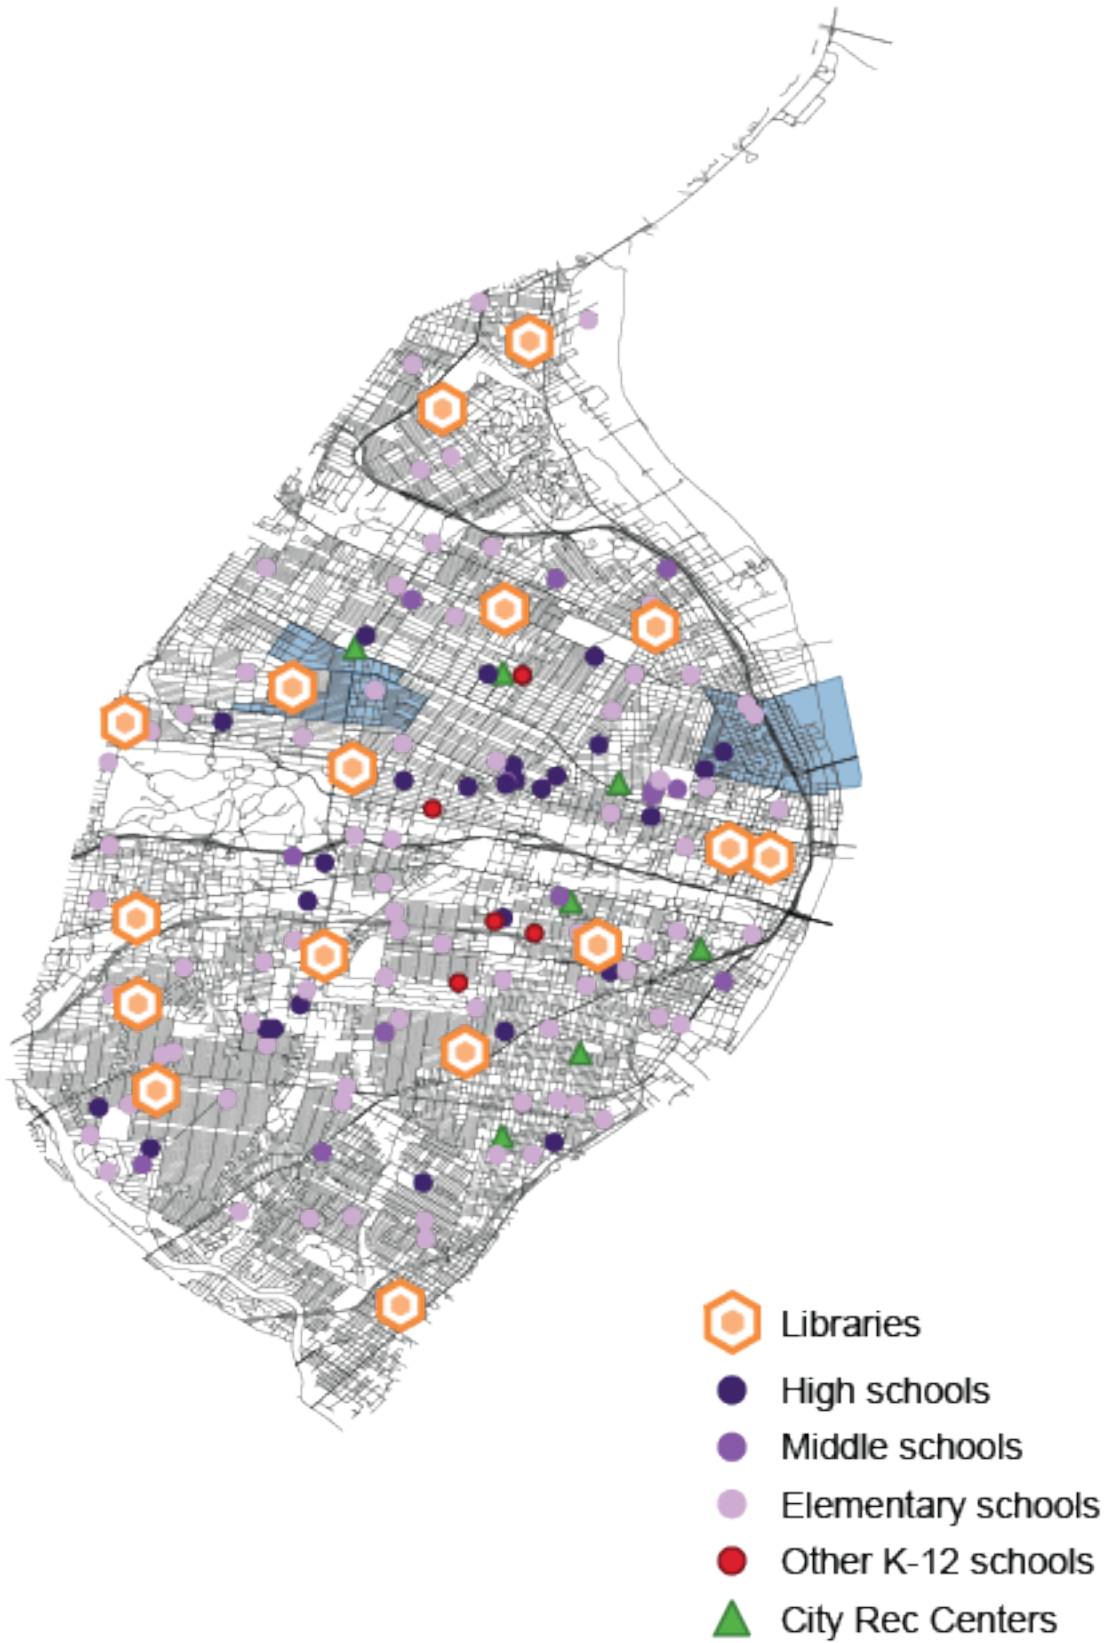 Libraries
High schools
Middle schools
Elementary schools
Other K-12 schools
City Rec Centers